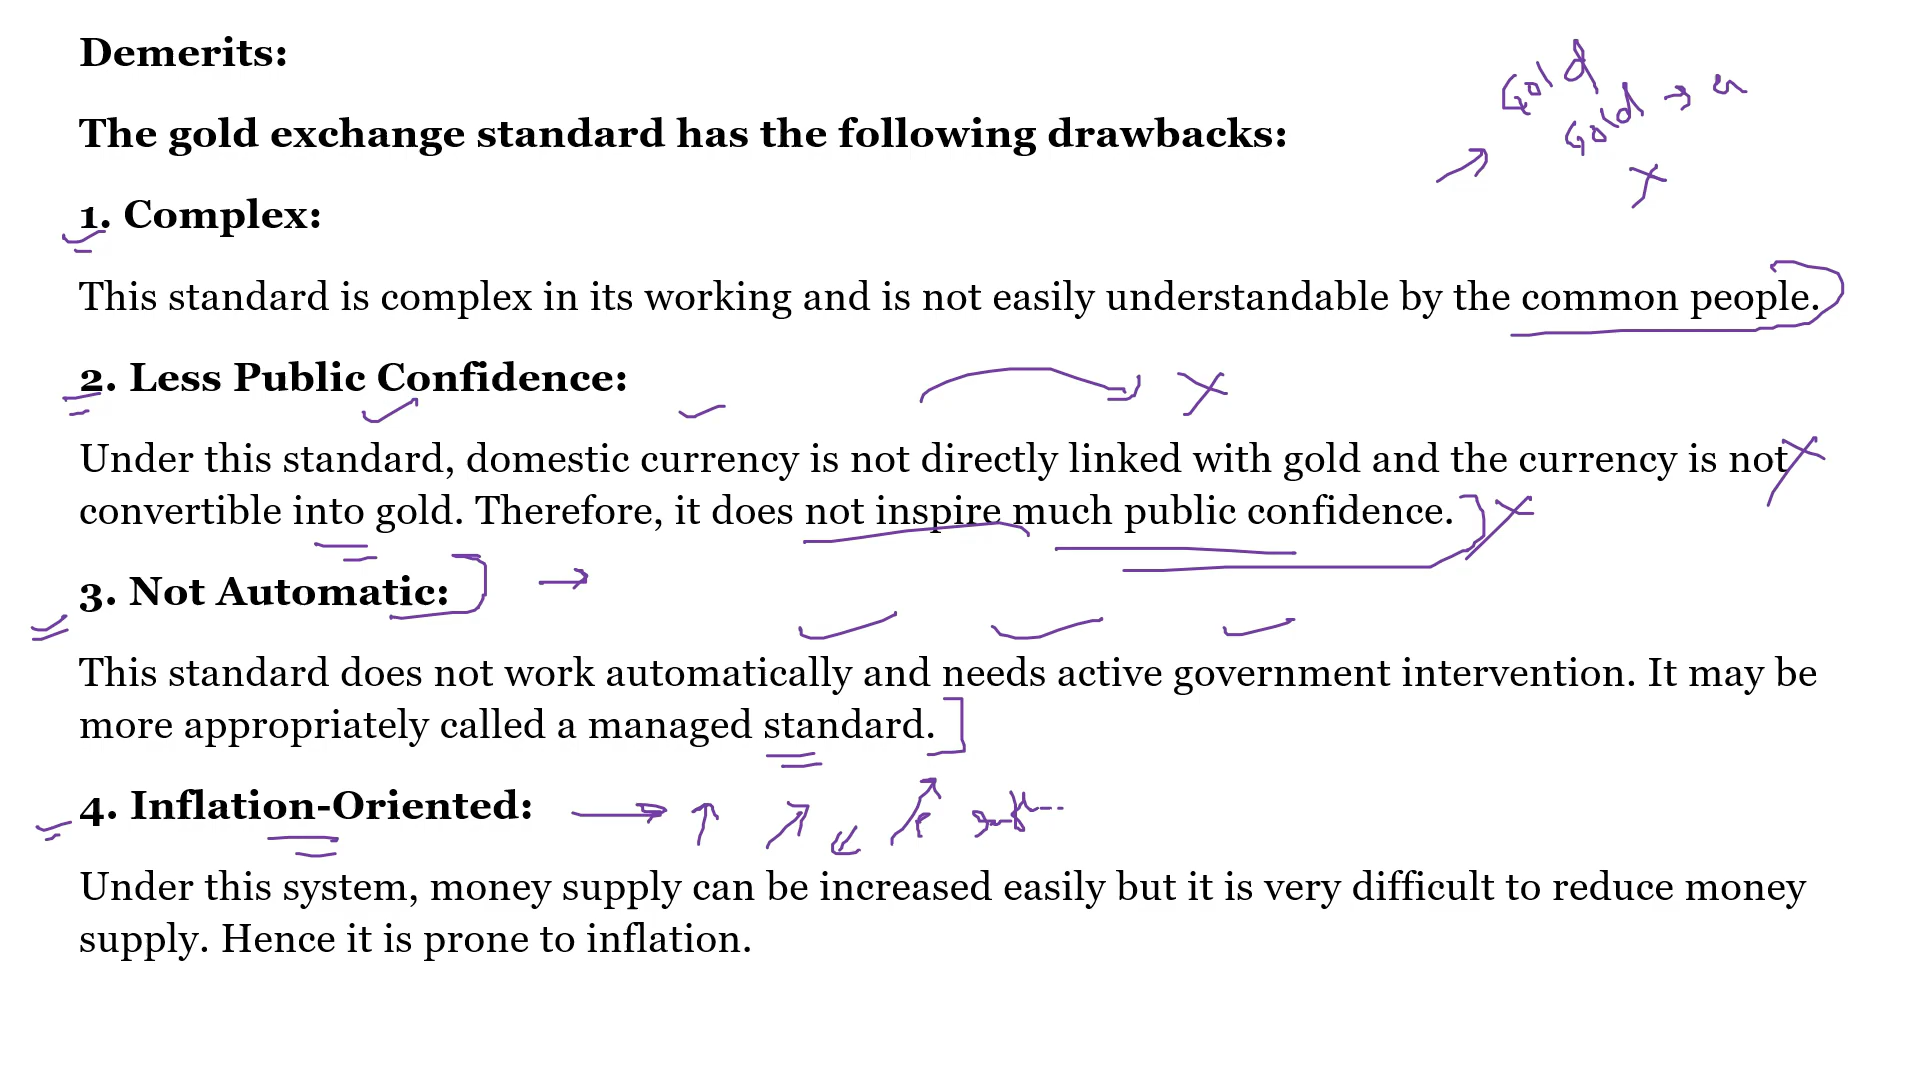 Demerits:
Gold
Gold →
The gold exchange standard has the following drawbacks:
1. Complex:
This standard is complex in its working and is not easily understandable by the common people.
2. Less Public Confidence:
Under this standard, domestic currency is not directly linked with gold and the currency is not
convertible into gold. Therefore, it does not inspire much public confidence.
3. Not Automatic:
This standard does not work automatically and needs active government intervention. It may be
more appropriately called a managed standard.
4. Inflation-Oriented:
Under this system, money supply can be increased easily but it is very difficult to reduce money
supply. Hence it is prone to inflation.